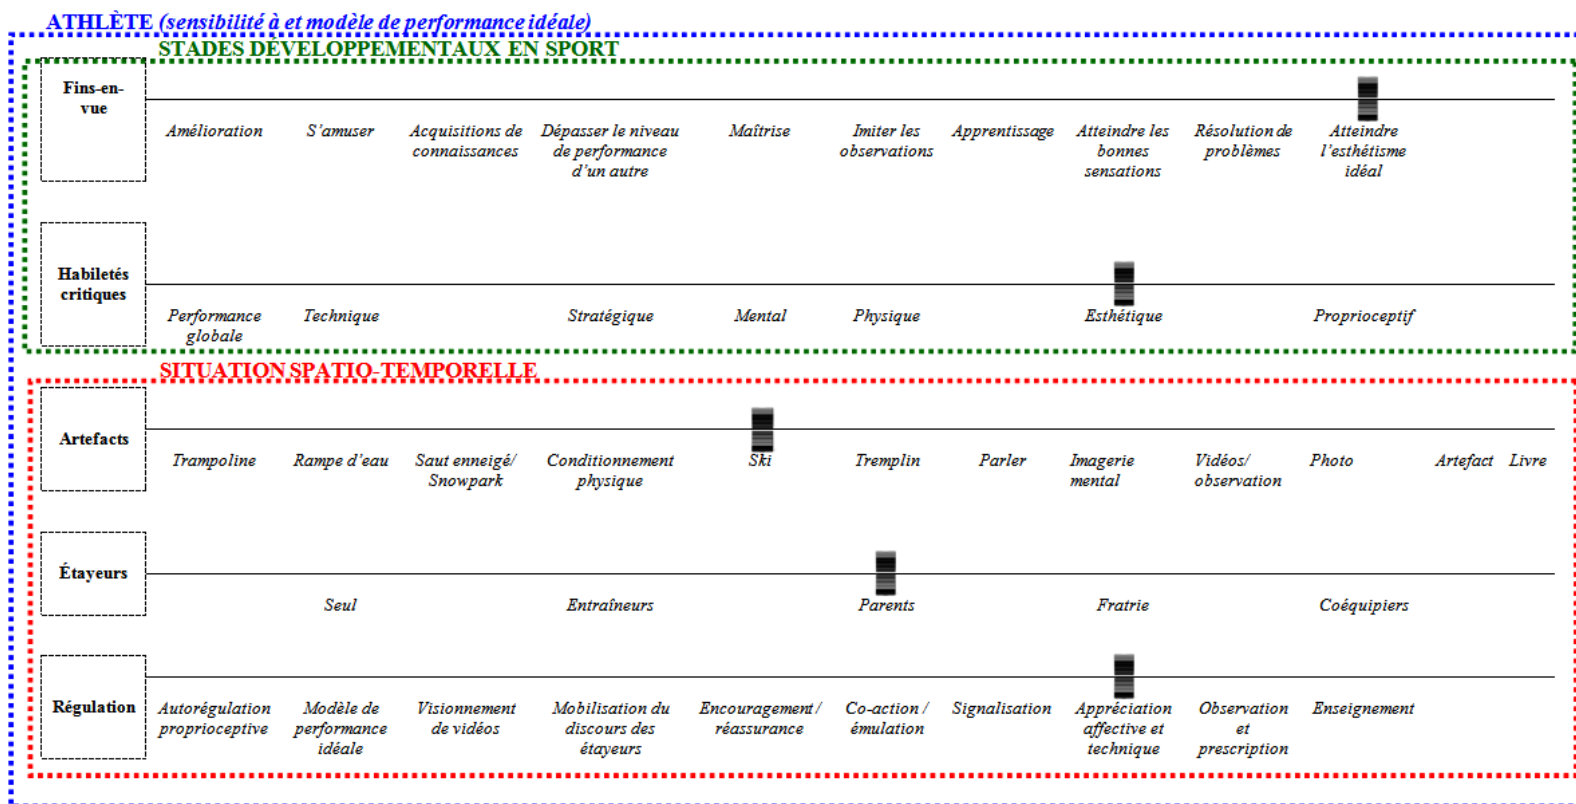 ATHLÈTE (sensibilité à et modèle de performance idéale)
STADES DÉVELOPPEMENTAUX EN SPORT
Fins-en-
vue
Amélioration S'amuser Acquisitions de Dépasser le niveau Maîtrise Imiter les Apprentissage Atteindre les Résolution de Atteindre
connaissances de performance observations bonnes problèmes l'esthétisme
d'un autre sensations idéal
Habiletés
critiques
Performance Technique Stratégique Mental Physique Esthétique Proprioceptif
globale
SITUATION SPATIO-TEMPORELLE
Artefacts
Trampoline Rampe d'eau Saut enneigé/ Conditionnement Ski Tremplin Parler Imagerie Vidéos/ Photo Artefact Livre
Snowpark physique mental observation
Étayeurs
Seul Entraîneurs Parents Fratrie Coéquipiers
Régulation
Autorégulation Modèle de Visionnement Mobilisation du Encouragement / Co-action / Signalisation Appréciation Observation Enseignement
proprioceptive performance de vidéos discours des réassurance émulation affective et et
idéale étayeurs technique prescription